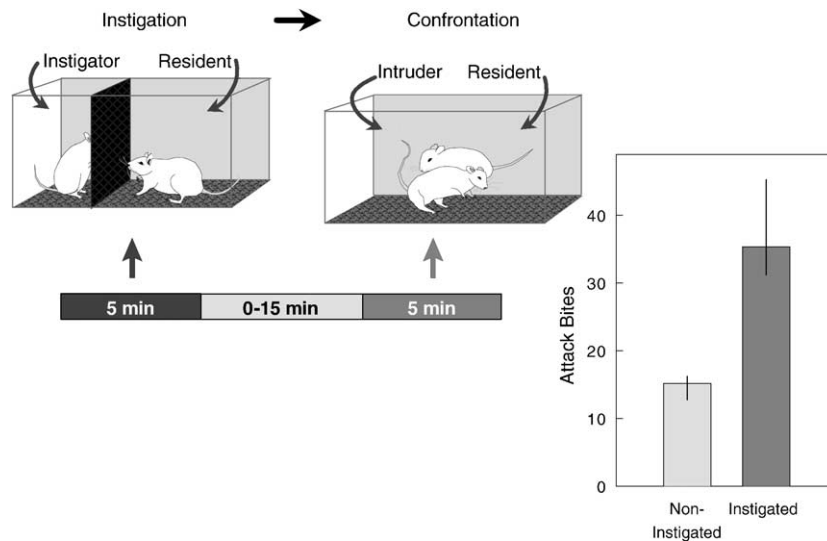 Instigation
Confrontation
Instigator
Resident
Intruder
Resident
5 min
0-15 min
5 min
Attack Bites
40
30
20
10
0
Non-
Instigated
Instigated